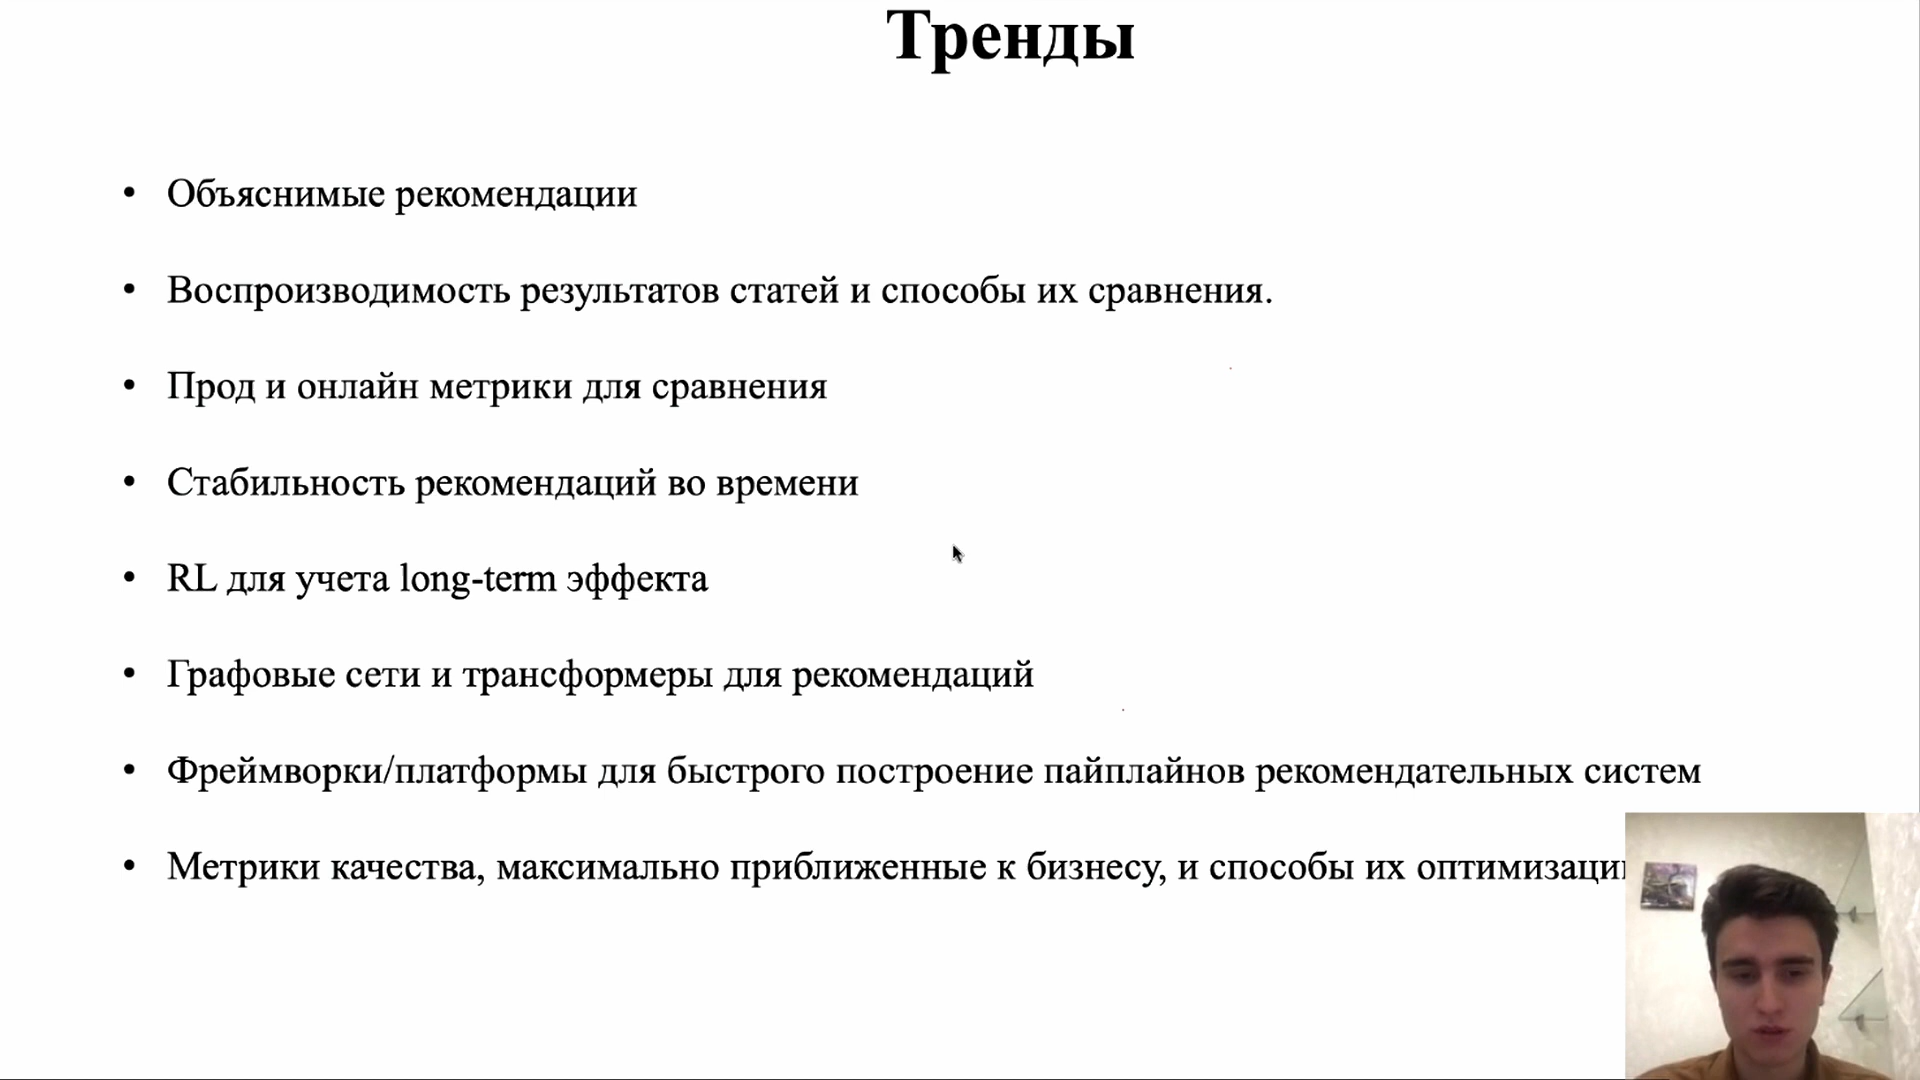 Тренды
• Объяснимые рекомендации
• Воспроизводимость результатов статей и способы их сравнения.
• Прод и онлайн метрики для сравнения
• Стабильность рекомендаций во времени
• RL для учета long-term эффекта
• Графовые сети и трансформеры для рекомендаций
• Фреймворки/платформы для быстрого построение пайплайнов рекомендательных систем
• Метрики качества, максимально приближенные к бизнесу, и способы их оптимизации